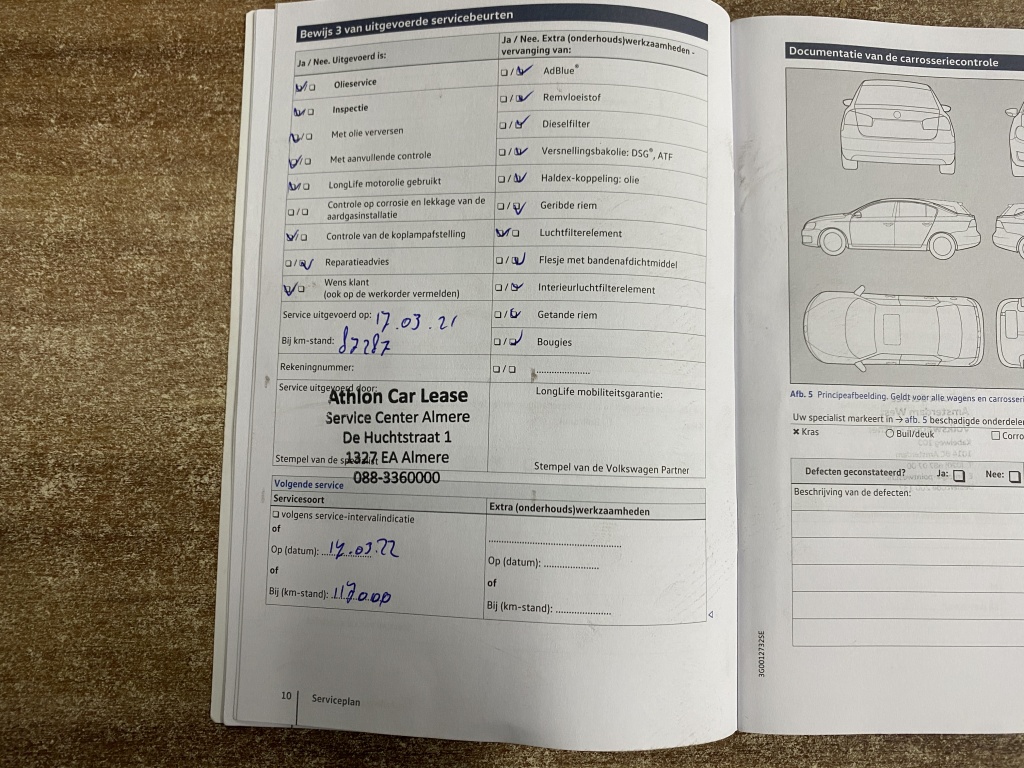 Bewijs 3 van uitgevoerde servicebeurten
Ja / Nee. Uitgevoerd is:
Olieservice
Inspectie
Met olie verversen
Met aanvullende controle
LongLife motorolie gebruikt
Controle op corrosie en lekkage van de
aardgasinstallatie
Controle van de koplampafstelling
Reparatieadvies
Wens klant
(ook op de werkorder vermelden)
Service uitgevoerd op: 17.03.21
Bij km-stand: 87287
Rekeningnummer:
Service uitgevoerd door:
Athlon Car Lease
Service Center Almere
De Huchtstraat 1
1327 EA Almere
088-3360000
Stempel van de specialist
Ja / Nee. Extra (onderhouds)werkzaamheden -
vervanging van:
AdBlue®
Remvloeistof
Dieselfilter
Versnellingsbakolie: DSG®, ATF
Haldex-koppeling: olie
Geribde riem
Luchtfilterelement
Flesje met bandenafdichtmiddel
Interieurluchtfilterelement
Getande riem
Bougies
.....................
LongLife mobiliteitsgarantie:
Stempel van de Volkswagen Partner
Volgende service
Servicesoort
volgens service-intervalindicatie
of
Op (datum): 17.03.22
of
Bij (km-stand): 117000
Extra (onderhouds)werkzaamheden
Op (datum): ...................
of
Bij (km-stand): ...................
10 Serviceplan
Documentatie van de carrosseriecontrole
Afb. 5 Principeafbeelding. Geldt voor alle wagens en carrosseri
Uw specialist markeert in → afb. 5 beschadigde onderdele
× Kras
Buil/deuk
Corro
Defecten geconstateerd? Ja: Nee:
Beschrijving van de defecten:
3G0012732SE